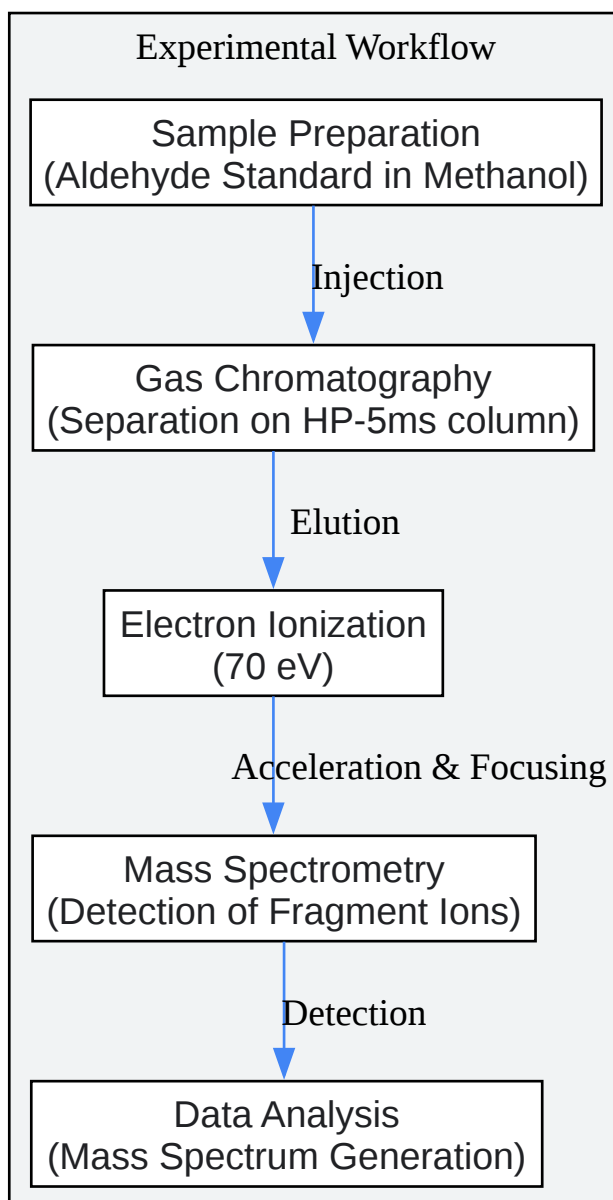 Experimental Workflow
Sample Preparation
(Aldehyde Standard in Methanol)
Injection
Gas Chromatography
(Separation on HP-5ms column)
Elution
Electron Ionization
(70 eV)
Acceleration & Focusing
Mass Spectrometry
(Detection of Fragment Ions)
Detection
Data Analysis
(Mass Spectrum Generation)